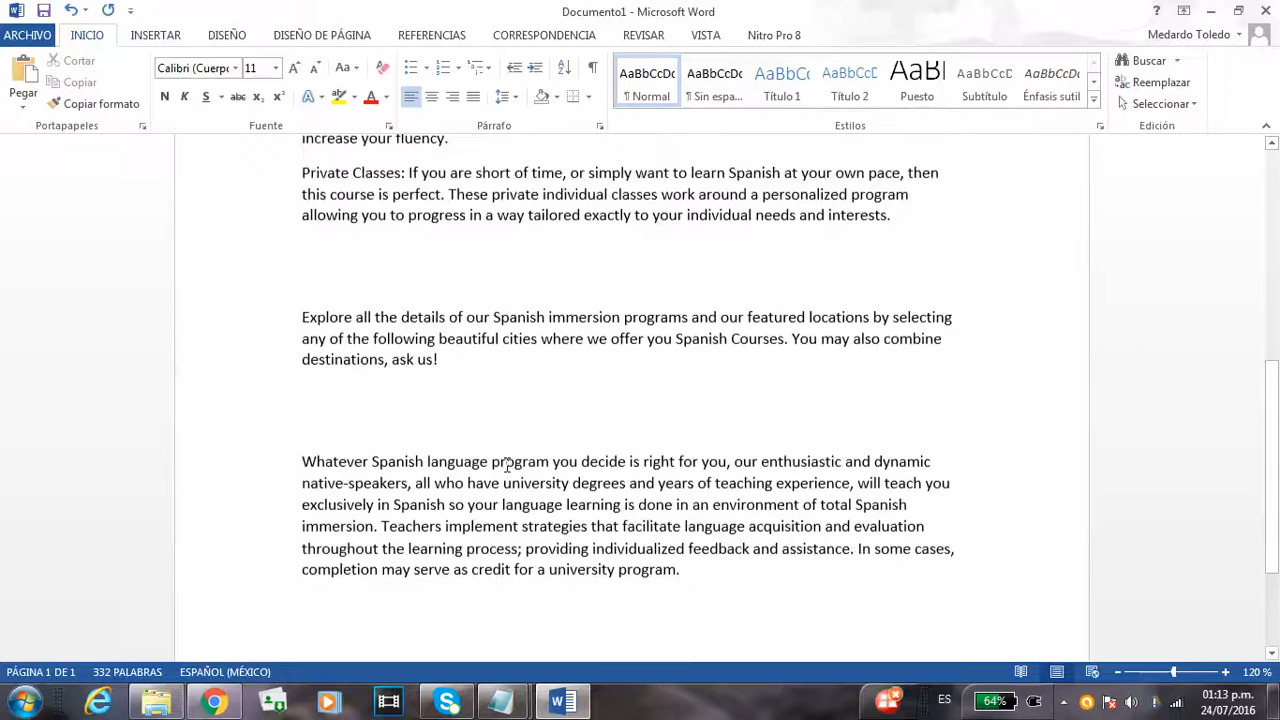 Documento1 - Microsoft Word
ARCHIVO INICIO INSERTAR DISEÑO DISEÑO DE PÁGINA REFERENCIAS CORRESPONDENCIA REVISAR VISTA Nitro Pro 8 Medardo Toledo
Pegar
Cortar
Copiar
Copiar formato
Portapapeles
Calibri (Cuerpo 11
N K S abc x₂ x²
Fuente
Párrafo
AaBbCcDc AaBbCcDc AaBbCc AaBbCcD AaBl AaBbCcD AaBbCcDc
¶ Normal ¶ Sin espa... Título 1 Título 2 Puesto Subtítulo Énfasis sutil
Estilos
Buscar
Reemplazar
Seleccionar
Edición
increase your fluency.
Private Classes: If you are short of time, or simply want to learn Spanish at your own pace, then
this course is perfect. These private individual classes work around a personalized program
allowing you to progress in a way tailored exactly to your individual needs and interests.
Explore all the details of our Spanish immersion programs and our featured locations by selecting
any of the following beautiful cities where we offer you Spanish Courses. You may also combine
destinations, ask us!
Whatever Spanish language program you decide is right for you, our enthusiastic and dynamic
native-speakers, all who have university degrees and years of teaching experience, will teach you
exclusively in Spanish so your language learning is done in an environment of total Spanish
immersion. Teachers implement strategies that facilitate language acquisition and evaluation
throughout the learning process; providing individualized feedback and assistance. In some cases,
completion may serve as credit for a university program.
PÁGINA 1 DE 1 332 PALABRAS ESPAÑOL (MÉXICO) 120 %
ES 64% 01:13 p.m.
24/07/2016